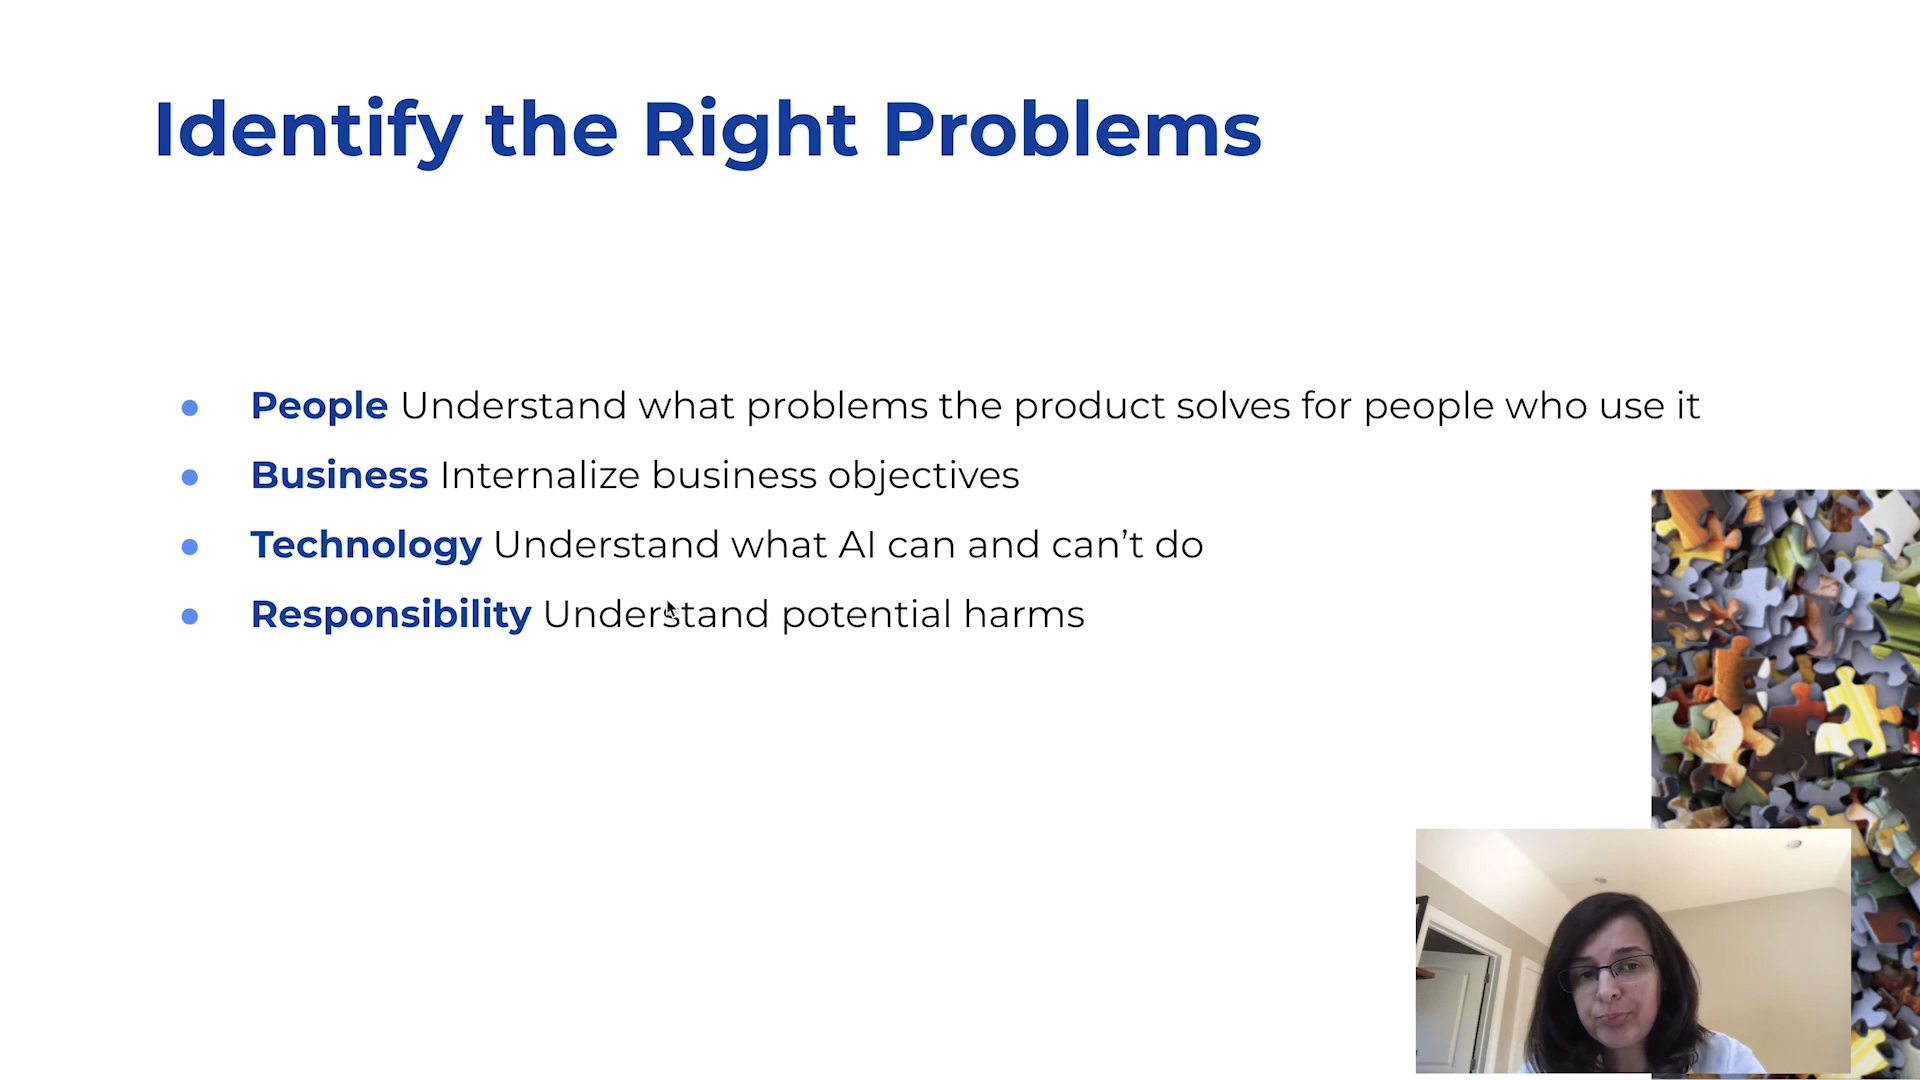 Identify the Right Problems
● People Understand what problems the product solves for people who use it
● Business Internalize business objectives
● Technology Understand what AI can and can’t do
● Responsibility Understand potential harms